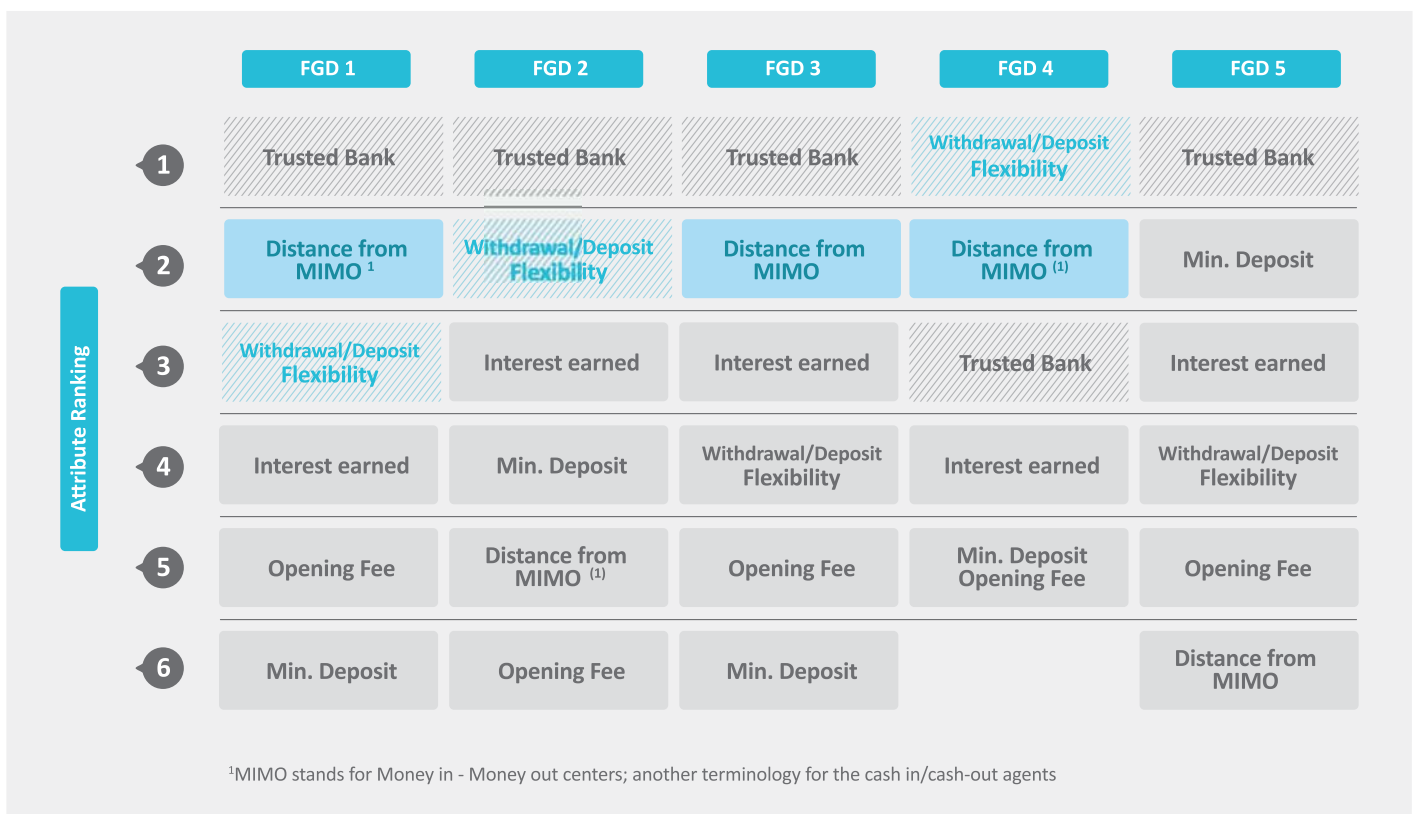 FGD 1
FGD 2
FGD 3
FGD 4
FGD 5
Attribute Ranking
1
Trusted Bank
Trusted Bank
Trusted Bank
Withdrawal/Deposit
Flexibility
Trusted Bank
2
Distance from
MIMO 1
Withdrawal/Deposit
Flexibility
Distance from
MIMO
Distance from
MIMO (1)
Min. Deposit
3
Withdrawal/Deposit
Flexibility
Interest earned
Interest earned
Trusted Bank
Interest earned
4
Interest earned
Min. Deposit
Withdrawal/Deposit
Flexibility
Interest earned
Withdrawal/Deposit
Flexibility
5
Opening Fee
Distance from
MIMO (1)
Opening Fee
Min. Deposit
Opening Fee
Opening Fee
6
Min. Deposit
Opening Fee
Min. Deposit
Distance from
MIMO
1MIMO stands for Money in - Money out centers; another terminology for the cash in/cash-out agents